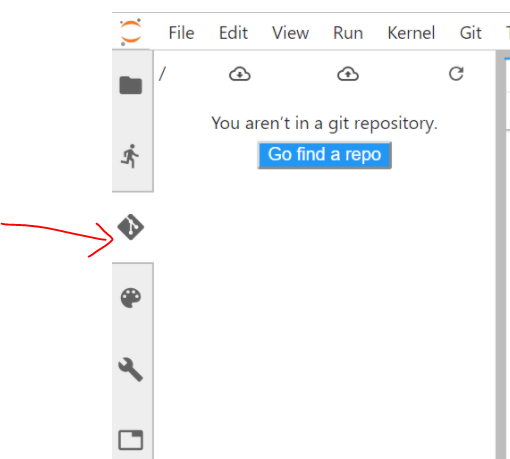 File Edit View Run Kernel Git
/
You aren't in a git repository.
Go find a repo